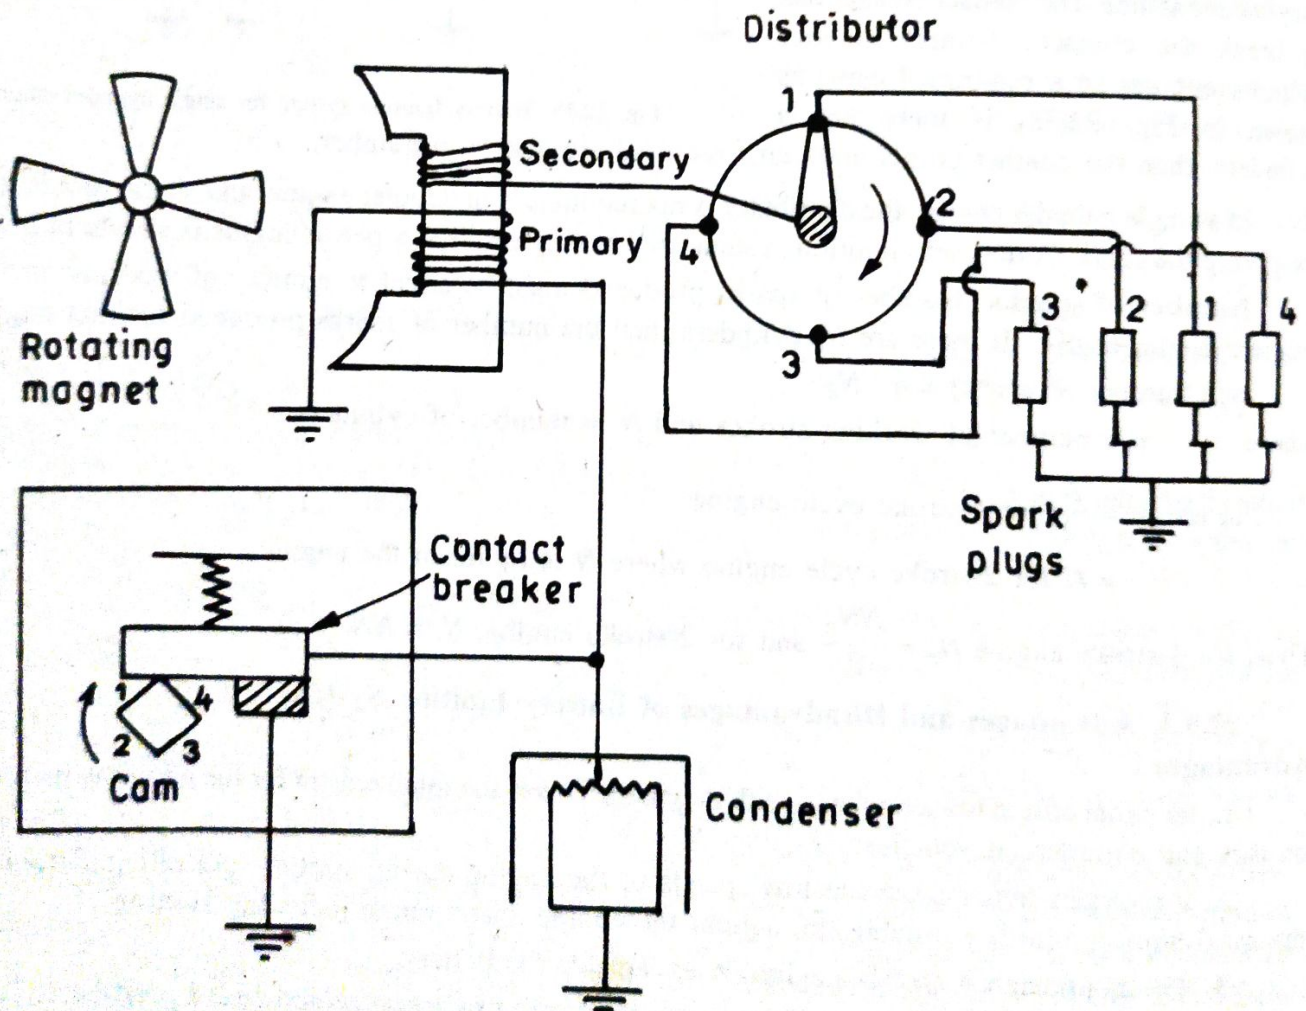 Distributor
1
Secondary
2
Primary
4
3
3
2
1
4
Rotating
magnet
Spark
plugs
Contact
breaker
1
4
2
3
Cam
Condenser